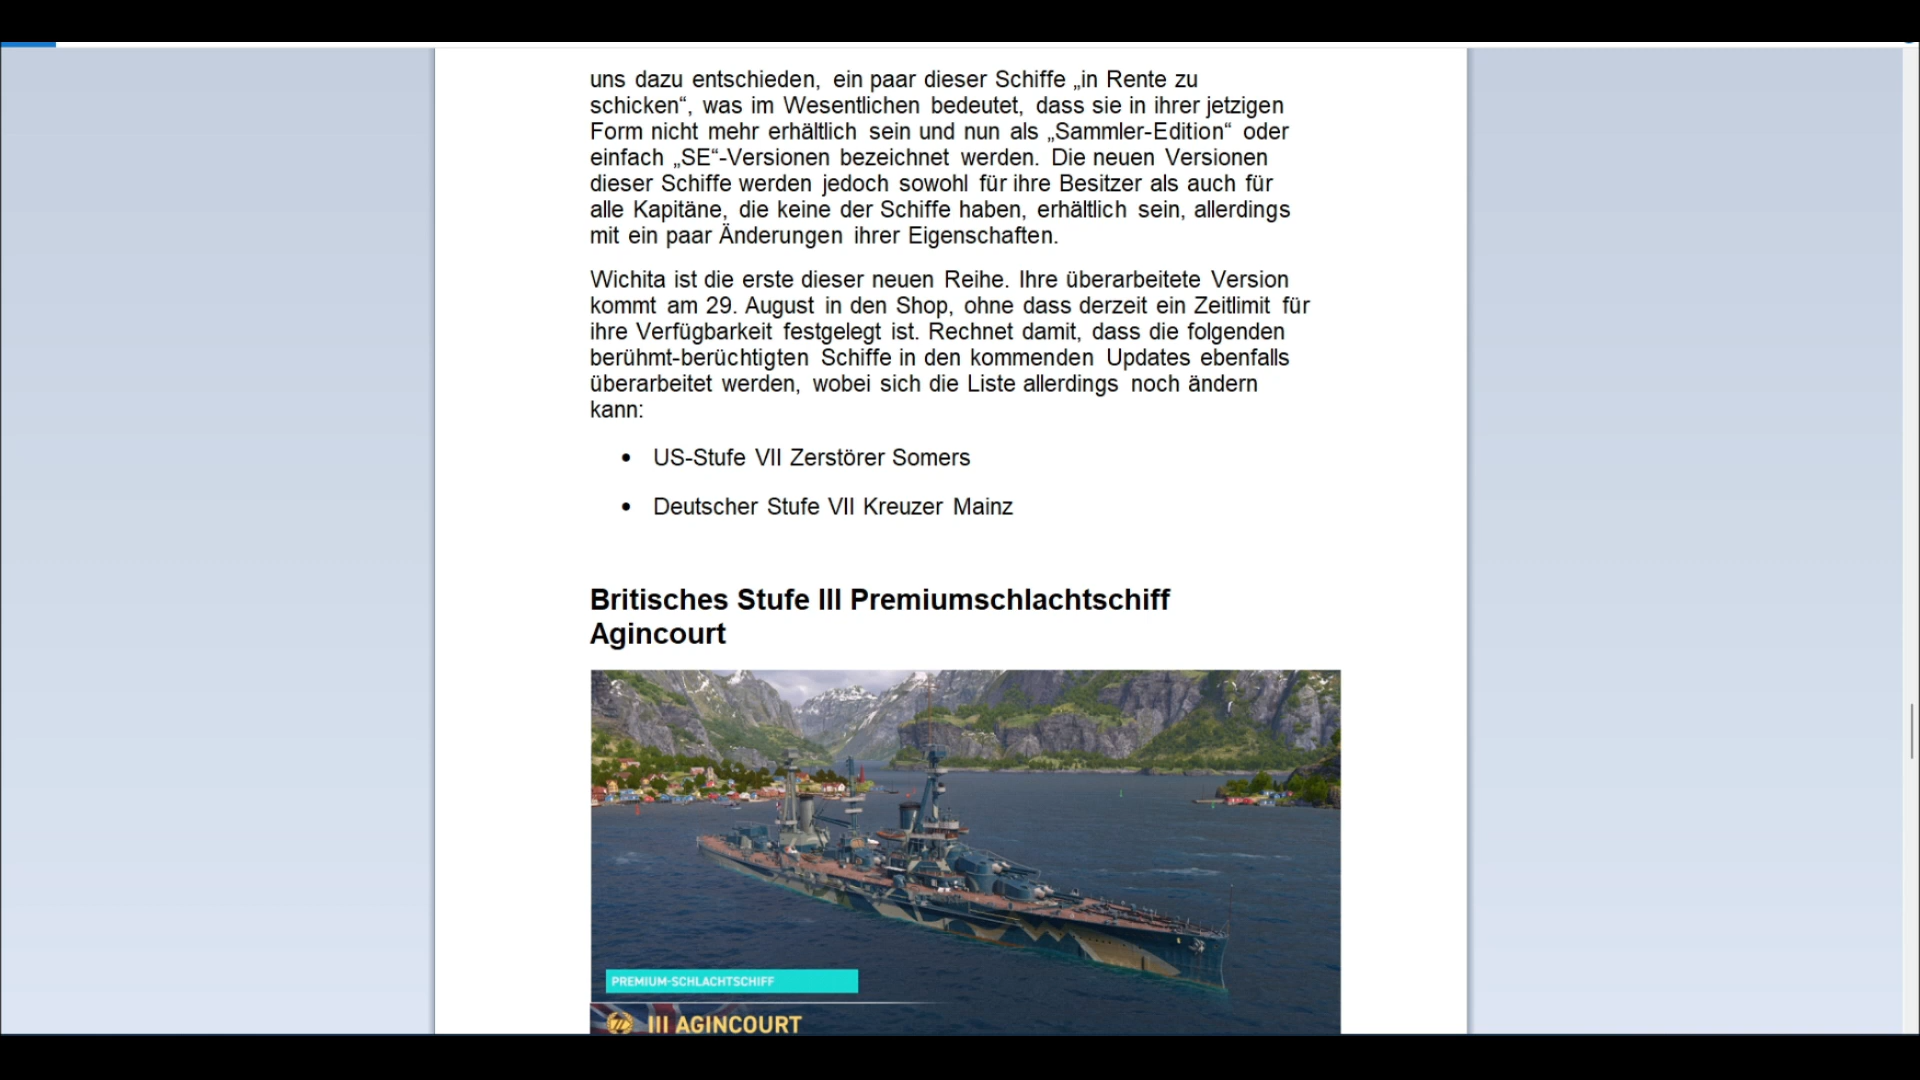 uns dazu entschieden, ein paar dieser Schiffe „in Rente zu
schicken“, was im Wesentlichen bedeutet, dass sie in ihrer jetzigen
Form nicht mehr erhältlich sein und nun als „Sammler-Edition“ oder
einfach „SE“-Versionen bezeichnet werden. Die neuen Versionen
dieser Schiffe werden jedoch sowohl für ihre Besitzer als auch für
alle Kapitäne, die keine der Schiffe haben, erhältlich sein, allerdings
mit ein paar Änderungen ihrer Eigenschaften.
Wichita ist die erste dieser neuen Reihe. Ihre überarbeitete Version
kommt am 29. August in den Shop, ohne dass derzeit ein Zeitlimit für
ihre Verfügbarkeit festgelegt ist. Rechnet damit, dass die folgenden
berühmt-berüchtigten Schiffe in den kommenden Updates ebenfalls
überarbeitet werden, wobei sich die Liste allerdings noch ändern
kann:
• US-Stufe VII Zerstörer Somers
• Deutscher Stufe VII Kreuzer Mainz
Britisches Stufe III Premiumschlachtschiff
Agincourt
PREMIUM-SCHLACHTSCHIFF
III AGINCOURT